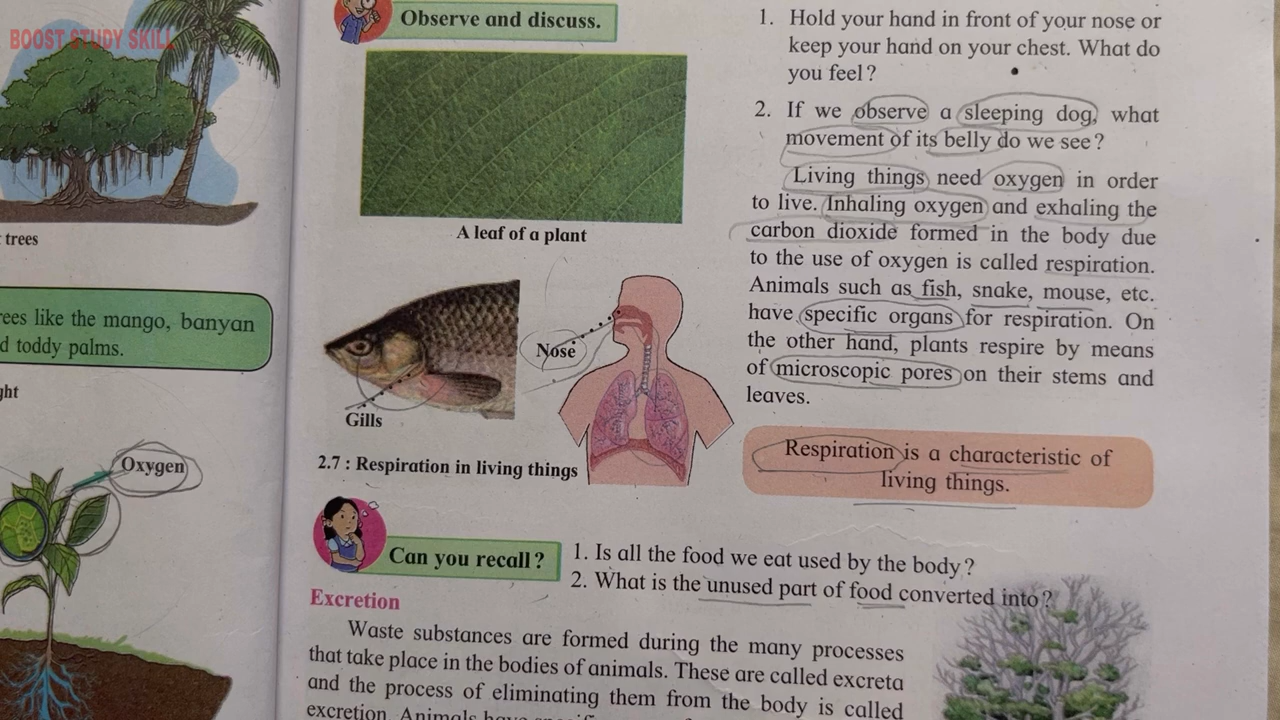 BOOST STUDY SKILL
trees
rees like the mango, banyan
d toddy palms.
ght
Oxygen
Observe and discuss.
A leaf of a plant
Nose
Gills
2.7 : Respiration in living things
1. Hold your hand in front of your nose or
keep your hand on your chest. What do
you feel?
2. If we observe a sleeping dog, what
movement of its belly do we see?
Living things need oxygen in order
to live. Inhaling oxygen and exhaling the
carbon dioxide formed in the body due
to the use of oxygen is called respiration.
Animals such as fish, snake, mouse, etc.
have specific organs for respiration. On
the other hand, plants respire by means
of microscopic pores on their stems and
leaves.
Respiration is a characteristic of
living things.
Can you recall?
1. Is all the food we eat used by the body?
2. What is the unused part of food converted into?
Excretion
Waste substances are formed during the many processes
that take place in the bodies of animals. These are called excreta
and the process of eliminating them from the body is called
excretion. Animals have